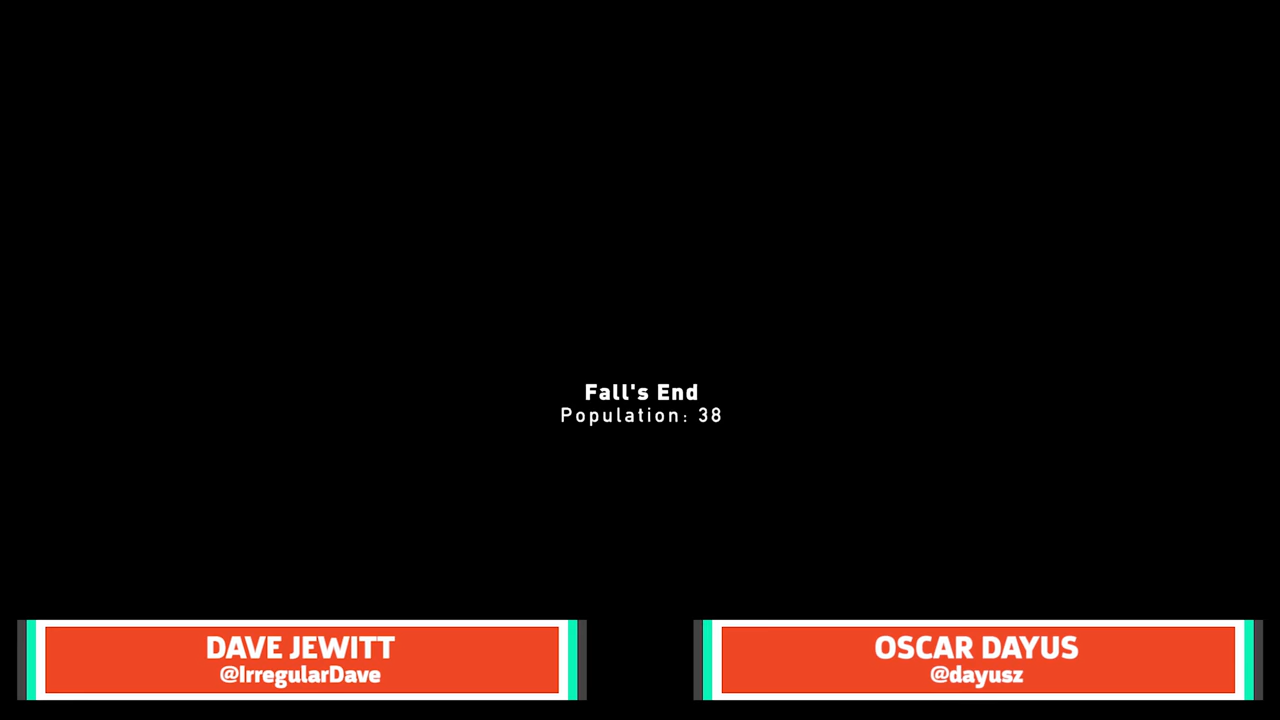 Fall's End
Population: 38
DAVE JEWITT
@IrregularDave
OSCAR DAYUS
@dayusz